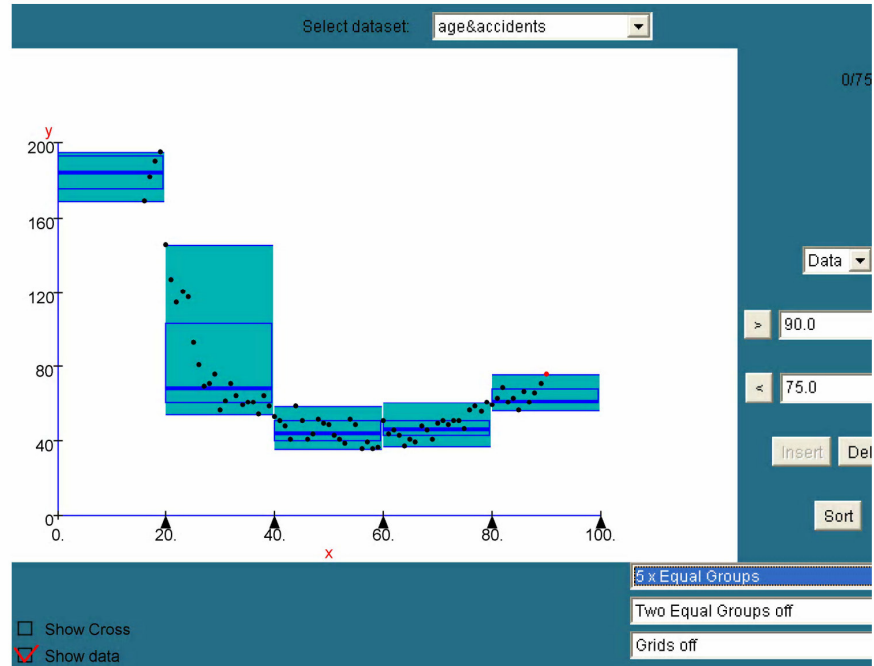 Select dataset: age&accidents
0/75
y
200
160
120
80
40
0
0. 20. 40. 60. 80. 100.
x
Data
> 90.0
< 75.0
Insert Del
Sort
5 x Equal Groups
Two Equal Groups off
Grids off
Show Cross
Show data